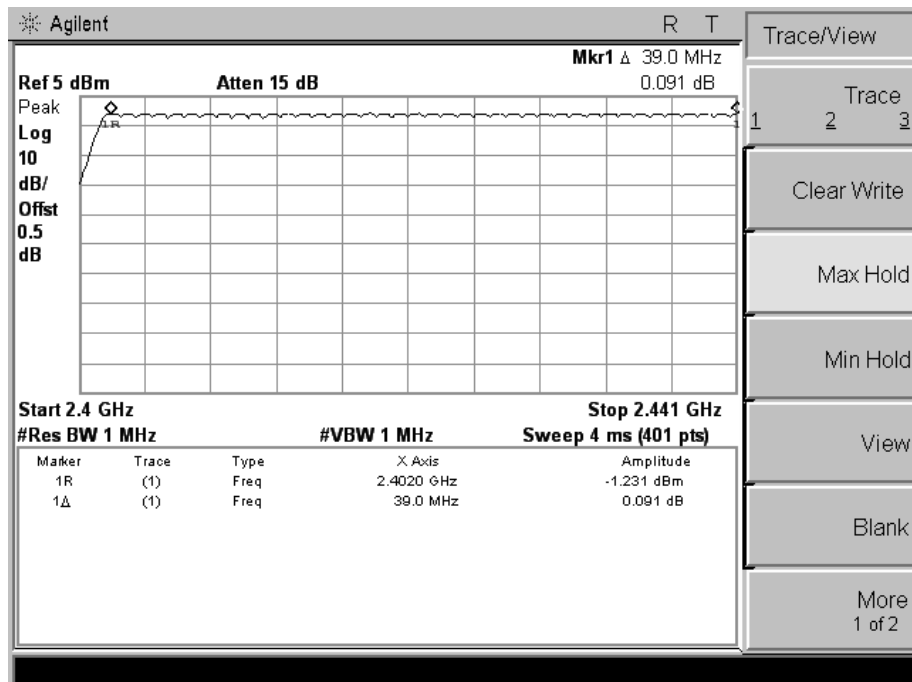 Agilent R T
Mkr1 Δ 39.0 MHz
Ref 5 dBm Atten 15 dB 0.091 dB
Peak
Log
10
dB/
Offst
0.5
dB
1R
1
Start 2.4 GHz Stop 2.441 GHz
#Res BW 1 MHz #VBW 1 MHz Sweep 4 ms (401 pts)
Marker Trace Type X Axis Amplitude
1R (1) Freq 2.4020 GHz -1.231 dBm
1Δ (1) Freq 39.0 MHz 0.091 dB
Trace/View
Trace
1 2 3
Clear Write
Max Hold
Min Hold
View
Blank
More
1 of 2